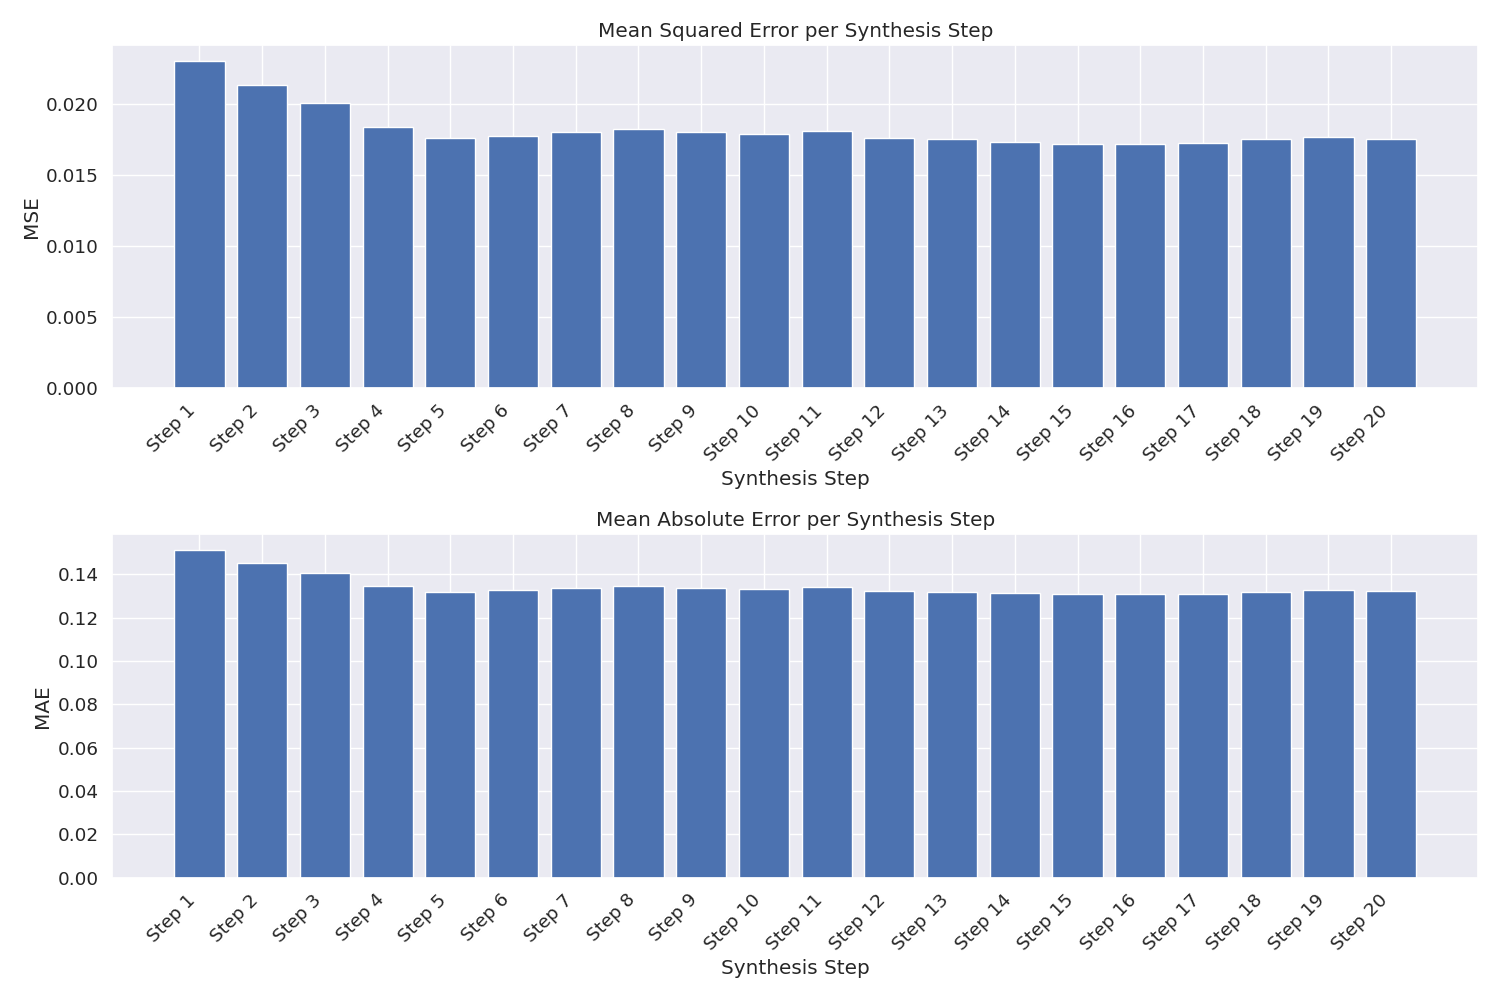 Mean Squared Error per Synthesis Step
MSE
0.020
0.015
0.010
0.005
0.000
Step 1
Step 2
Step 3
Step 4
Step 5
Step 6
Step 7
Step 8
Step 9
Step 10
Step 11
Step 12
Step 13
Step 14
Step 15
Step 16
Step 17
Step 18
Step 19
Step 20
Synthesis Step
Mean Absolute Error per Synthesis Step
MAE
0.14
0.12
0.10
0.08
0.06
0.04
0.02
0.00
Step 1
Step 2
Step 3
Step 4
Step 5
Step 6
Step 7
Step 8
Step 9
Step 10
Step 11
Step 12
Step 13
Step 14
Step 15
Step 16
Step 17
Step 18
Step 19
Step 20
Synthesis Step